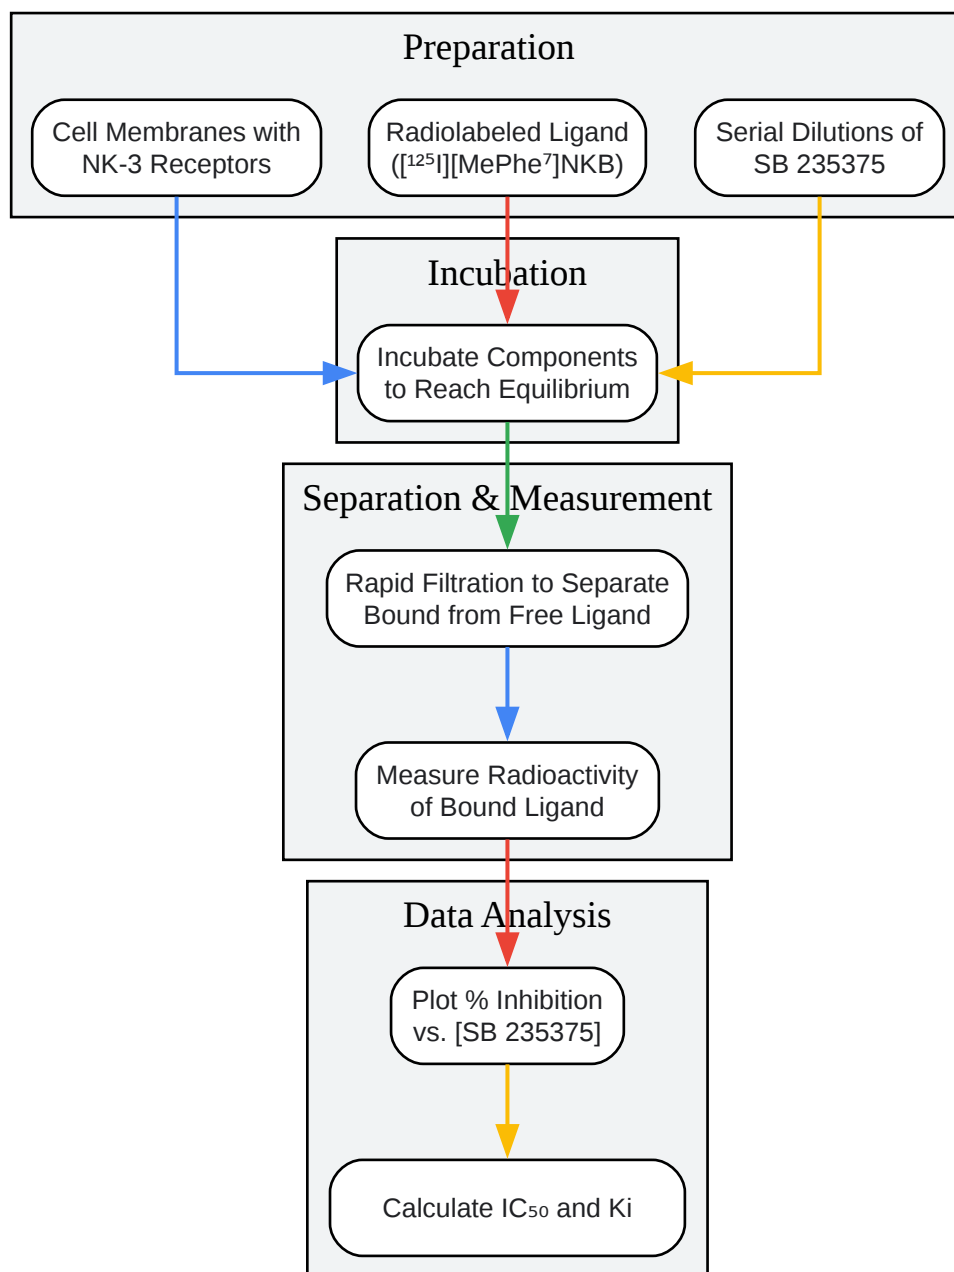 Preparation
Cell Membranes with
NK-3 Receptors
Radiolabeled Ligand
([¹²⁵I][MePhe⁷]NKB)
Serial Dilutions of
SB 235375
Incubation
Incubate Components
to Reach Equilibrium
Separation & Measurement
Rapid Filtration to Separate
Bound from Free Ligand
Measure Radioactivity
of Bound Ligand
Data Analysis
Plot % Inhibition
vs. [SB 235375]
Calculate IC₅₀ and Ki